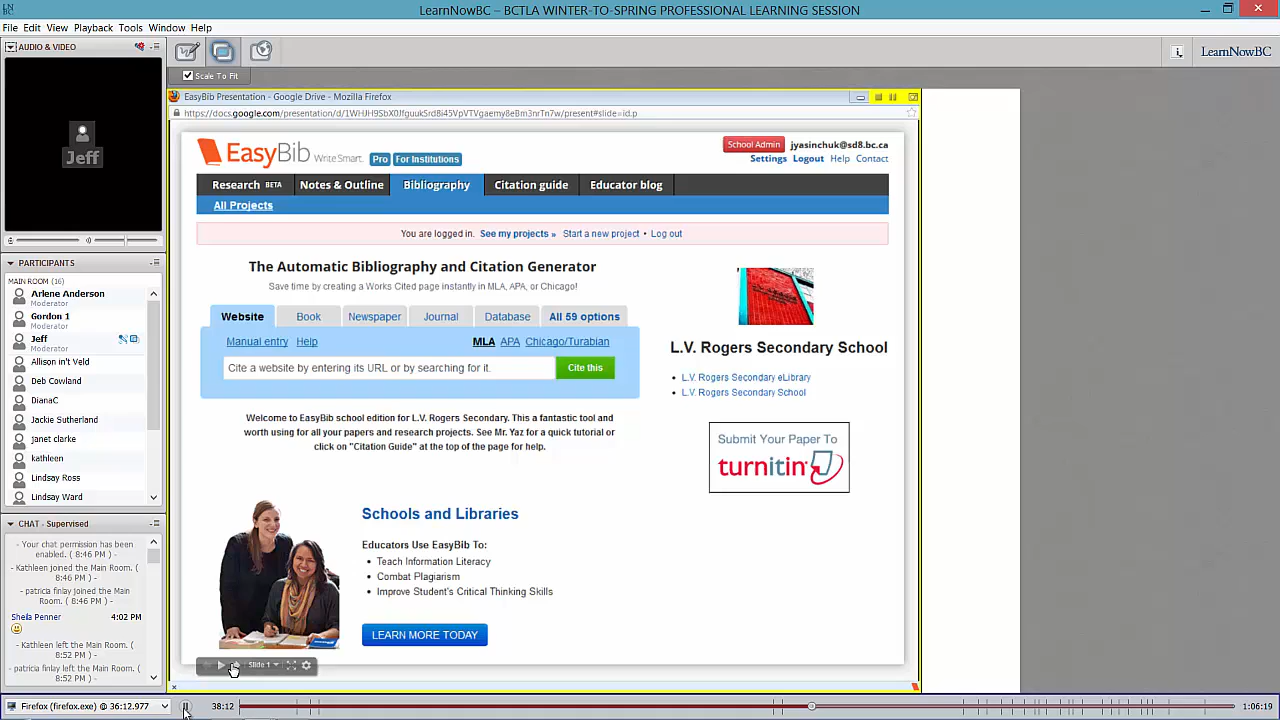 LearnNowBC – BCTLA WINTER-TO-SPRING PROFESSIONAL LEARNING SESSION
File Edit View Playback Tools Window Help
AUDIO & VIDEO
LearnNowBC
Scale To Fit
Jeff
EasyBib Presentation - Google Drive - Mozilla Firefox
EasyBib Write Smart. Pro For Institutions
School Admin jyasinchuk@sd8.bc.ca
Settings Logout Help Contact
Research BETA Notes & Outline Bibliography Citation guide Educator blog
All Projects
You are logged in. See my projects » Start a new project • Log out
The Automatic Bibliography and Citation Generator
Save time by creating a Works Cited page instantly in MLA, APA, or Chicago!
Website Book Newspaper Journal Database All 59 options
Manual entry Help MLA APA Chicago/Turabian
Cite a website by entering its URL or by searching for it. Cite this
Welcome to EasyBib school edition for L.V. Rogers Secondary. This a fantastic tool and
worth using for all your papers and research projects. See Mr. Yaz for a quick tutorial or
click on "Citation Guide" at the top of the page for help.
L.V. Rogers Secondary School
L.V. Rogers Secondary eLibrary
L.V. Rogers Secondary School
Submit Your Paper To
turnitin
Schools and Libraries
Educators Use EasyBib To:
• Teach Information Literacy
• Combat Plagiarism
• Improve Student's Critical Thinking Skills
LEARN MORE TODAY
Slide 1
PARTICIPANTS
MAIN ROOM (16)
Arlene Anderson
Moderator
Gordon 1
Moderator
Jeff
Moderator
Allison in't Veld
Deb Cowland
DianaC
Jackie Sutherland
janet clarke
kathleen
Lindsay Ross
Lindsay Ward
CHAT - Supervised
- Your chat permission has been
enabled. ( 8:46 PM ) -
- Kathleen joined the Main Room.
( 8:46 PM ) -
- patricia finlay joined the Main
Room. ( 8:46 PM ) -
Sheila Penner 4:02 PM
- Kathleen left the Main Room.
( 8:52 PM ) -
- patricia finlay left the Main Room. (
8:52 PM ) -
Firefox (firefox.exe) @ 36:12.977 38:12 1:06:19